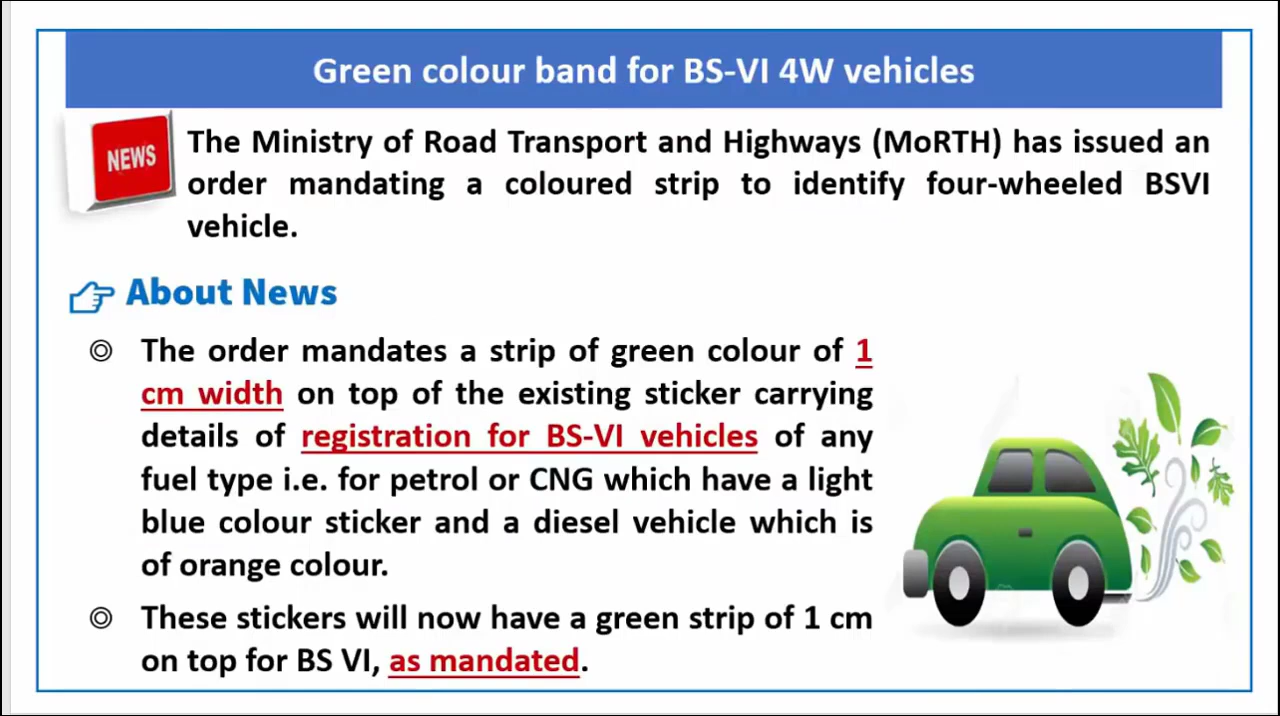 Green colour band for BS-VI 4W vehicles
NEWS
The Ministry of Road Transport and Highways (MoRTH) has issued an
order mandating a coloured strip to identify four-wheeled BSVI
vehicle.
About News
The order mandates a strip of green colour of 1
cm width on top of the existing sticker carrying
details of registration for BS-VI vehicles of any
fuel type i.e. for petrol or CNG which have a light
blue colour sticker and a diesel vehicle which is
of orange colour.
These stickers will now have a green strip of 1 cm
on top for BS VI, as mandated.